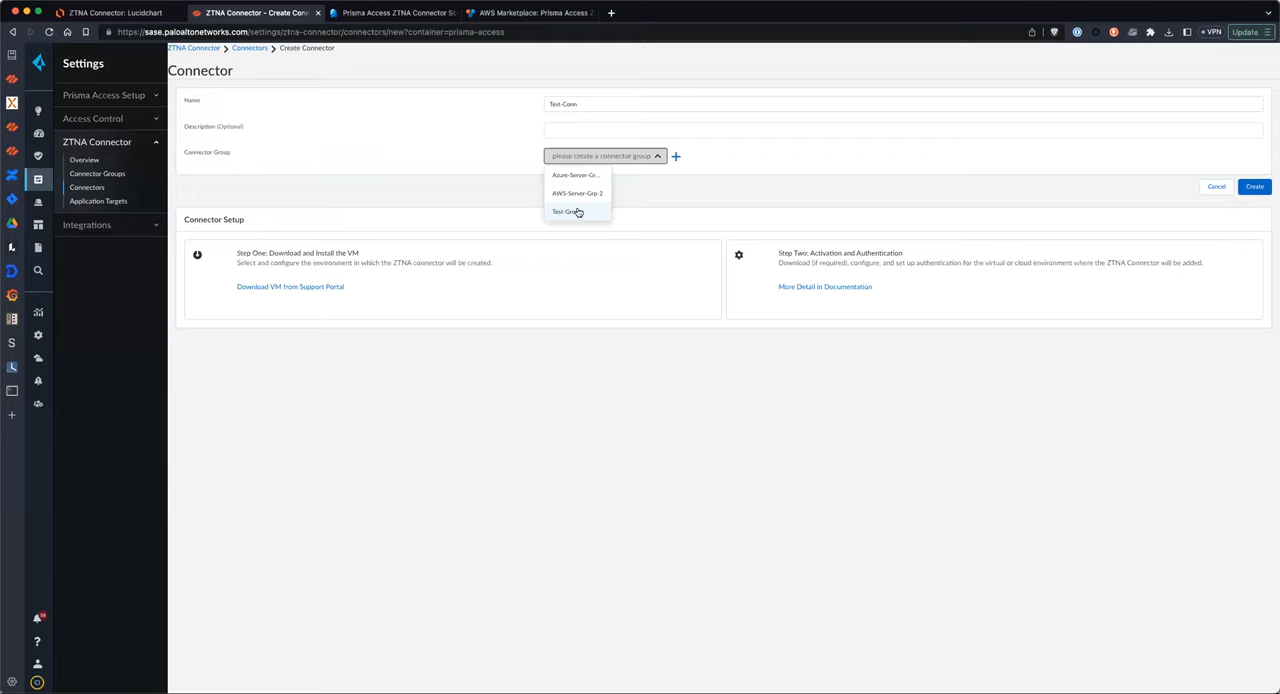 ZTNA Connector: Lucidchart
ZTNA Connector - Create Conn
Prisma Access ZTNA Connector So
AWS Marketplace: Prisma Access Z
https://sase.paloaltonetworks.com/settings/ztna-connector/connectors/new?container=prisma-access
VPN
Update
Settings
Prisma Access Setup
Access Control
ZTNA Connector
Overview
Connector Groups
Connectors
Application Targets
Integrations
ZTNA Connector > Connectors > Create Connector
Connector
Name
Test-Conn
Description (Optional)
Connector Group
please create a connector group
Azure-Server-Gr...
AWS-Server-Grp-2
Cancel
Create
Connector Setup
Step One: Download and Install the VM
Select and configure the environment in which the ZTNA connector will be created.
Download VM from Support Portal
Step Two: Activation and Authentication
Download (if required), configure, and set up authentication for the virtual or cloud environment where the ZTNA Connector will be added.
More Detail in Documentation
X
S
CI